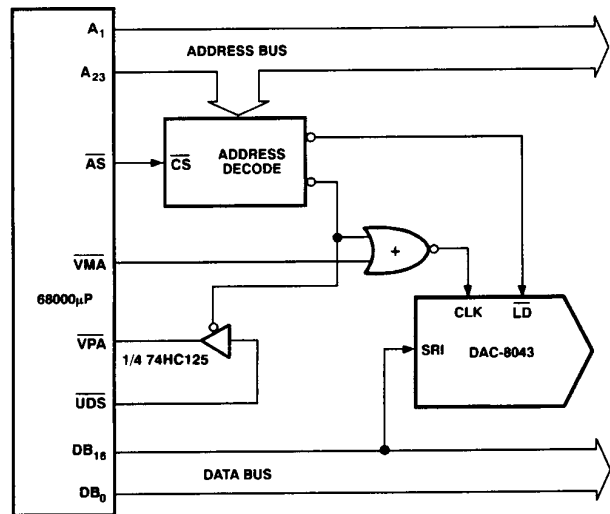 A1
ADDRESS BUS
A23
AS
CS
ADDRESS
DECODE
VMA
+
68000µP
CLK
LD
VPA
1/4 74HC125
SRI
DAC-8043
UDS
DB16
DATA BUS
DB0